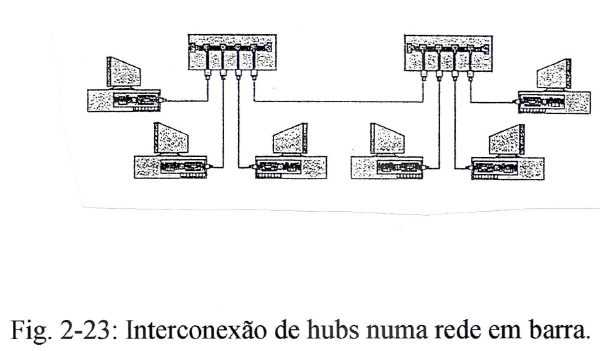 Fig. 2-23: Interconexão de hubs numa rede em barra.